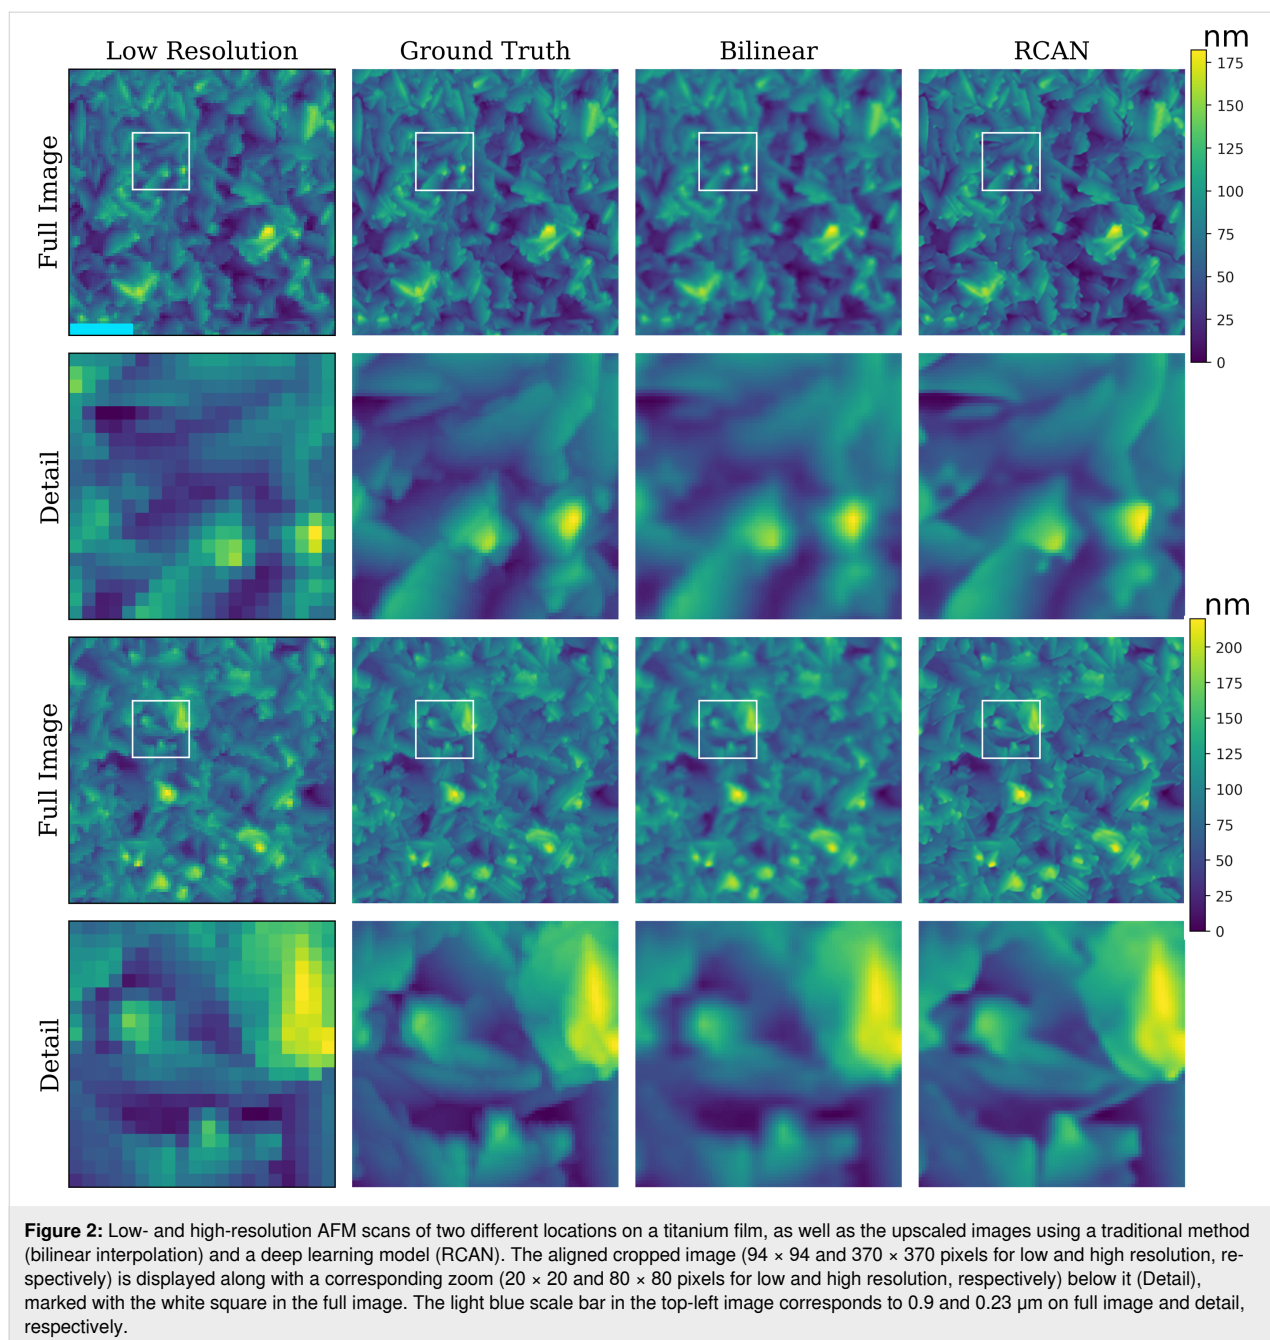 Low Resolution
Ground Truth
Bilinear
RCAN
nm
Full Image
175
150
125
100
75
50
25
0
Detail
nm
Full Image
200
175
150
125
100
75
50
25
0
Detail
Figure 2: Low- and high-resolution AFM scans of two different locations on a titanium film, as well as the upscaled images using a traditional method
(bilinear interpolation) and a deep learning model (RCAN). The aligned cropped image (94 × 94 and 370 × 370 pixels for low and high resolution, re-
spectively) is displayed along with a corresponding zoom (20 × 20 and 80 × 80 pixels for low and high resolution, respectively) below it (Detail),
marked with the white square in the full image. The light blue scale bar in the top-left image corresponds to 0.9 and 0.23 µm on full image and detail,
respectively.